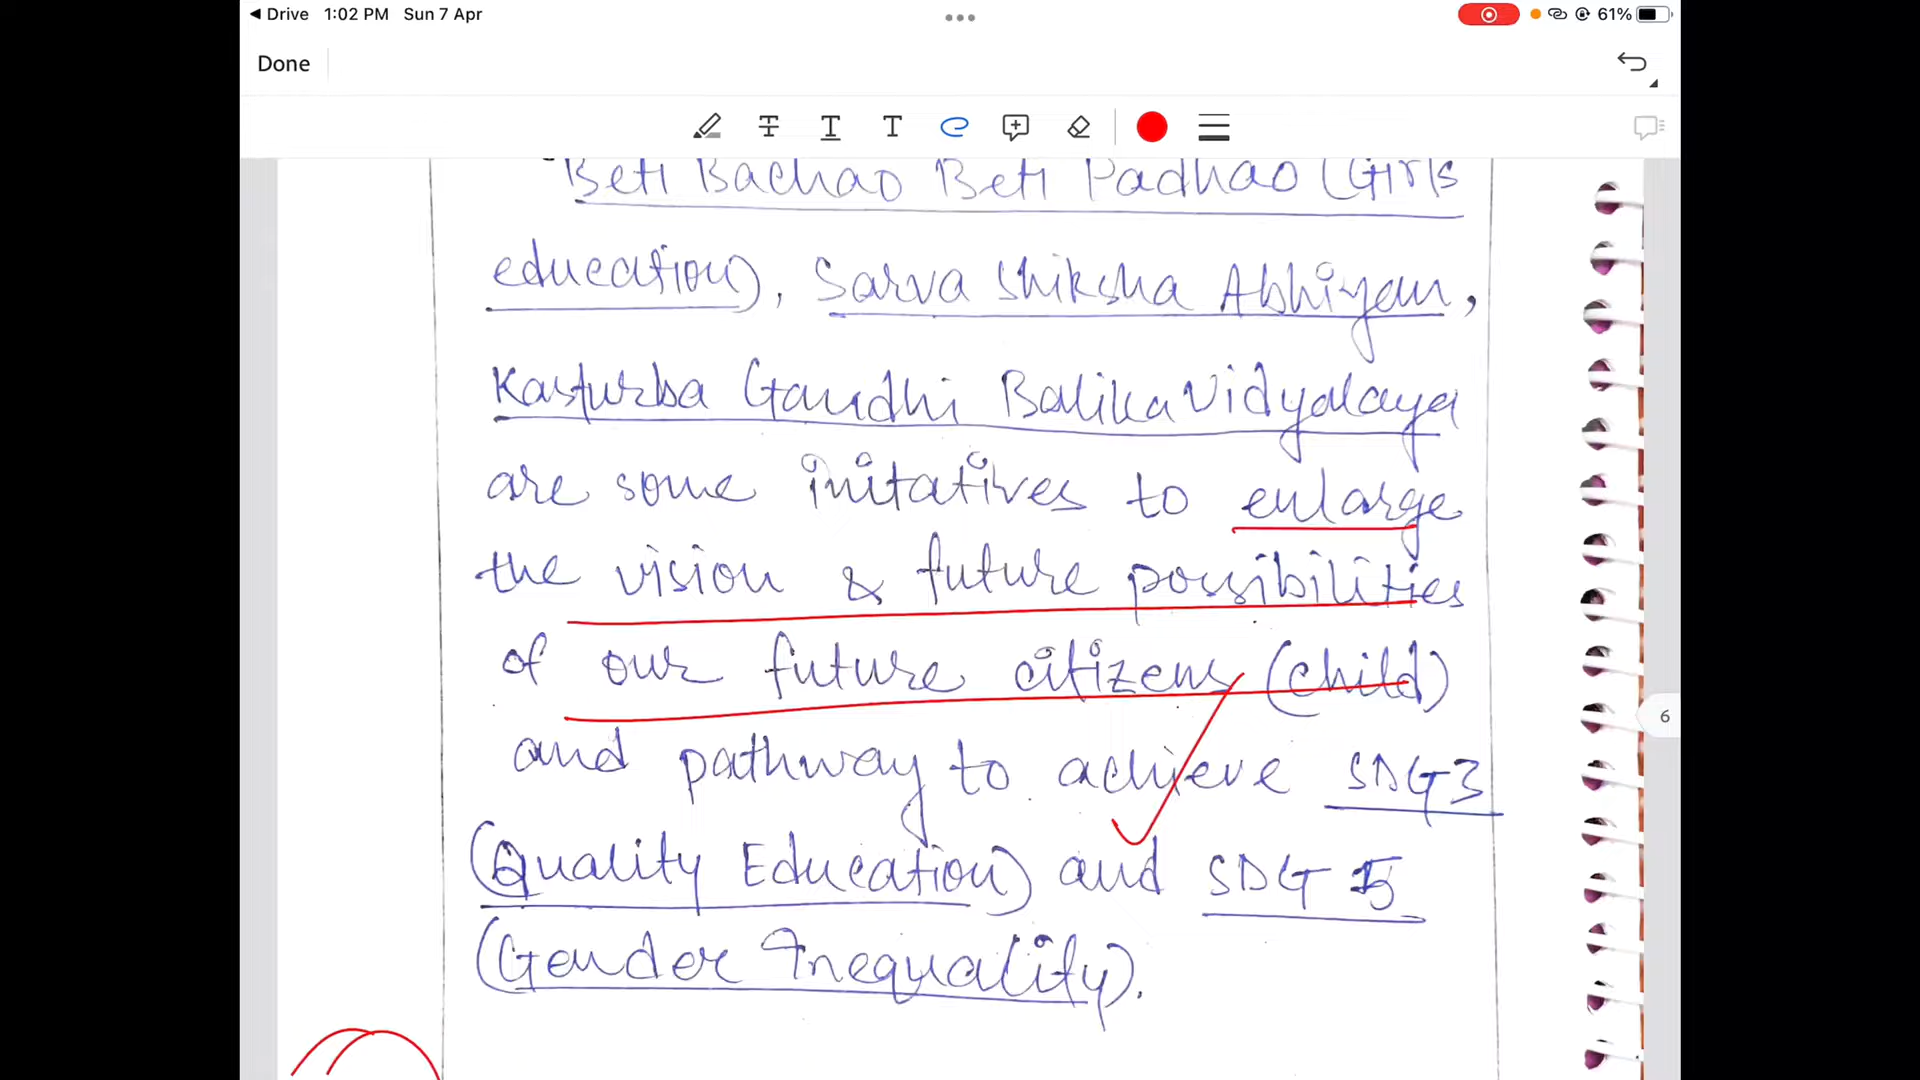 Drive 1:02 PM Sun 7 Apr
61%
Done
T T T
Beti Bachao Beti Padhao (Girls
education), Sarva Shiksha Abhiyan,
Kasturba Gandhi Balika Vidyalaya
are some initatives to enlarge
the vision & future possibilities
of our future citizens (child)
and pathway to achieve SDG3
6
(Quality Education) and SDG 5
(Gender Inequality).